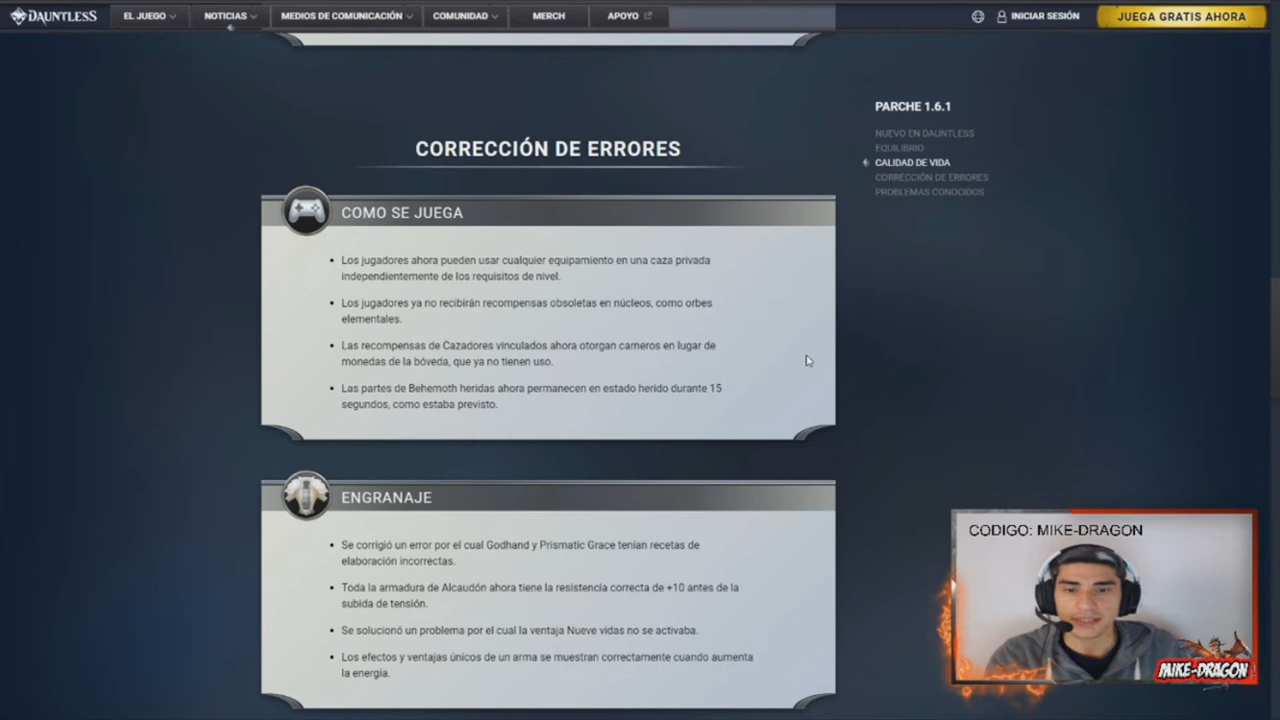 DAUNTLESS
EL JUEGO
NOTICIAS
MEDIOS DE COMUNICACIÓN
COMUNIDAD
MERCH
APOYO
INICIAR SESIÓN
JUEGA GRATIS AHORA
PARCHE 1.6.1
NUEVO EN DAUNTLESS
EQUILIBRIO
CALIDAD DE VIDA
CORRECCIÓN DE ERRORES
PROBLEMAS CONOCIDOS
CORRECCIÓN DE ERRORES
COMO SE JUEGA
• Los jugadores ahora pueden usar cualquier equipamiento en una caza privada
independientemente de los requisitos de nivel.
• Los jugadores ya no recibirán recompensas obsoletas en núcleos, como orbes
elementales.
• Las recompensas de Cazadores vinculados ahora otorgan carneros en lugar de
monedas de la bóveda, que ya no tienen uso.
• Las partes de Behemoth heridas ahora permanecen en estado herido durante 15
segundos, como estaba previsto.
ENGRANAJE
• Se corrigió un error por el cual Godhand y Prismatic Grace tenían recetas de
elaboración incorrectas.
• Toda la armadura de Alcaudón ahora tiene la resistencia correcta de +10 antes de la
subida de tensión.
• Se solucionó un problema por el cual la ventaja Nueve vidas no se activaba.
• Los efectos y ventajas únicos de un arma se muestran correctamente cuando aumenta
la energía.
CODIGO: MIKE-DRAGON
MIKE-DRAGON